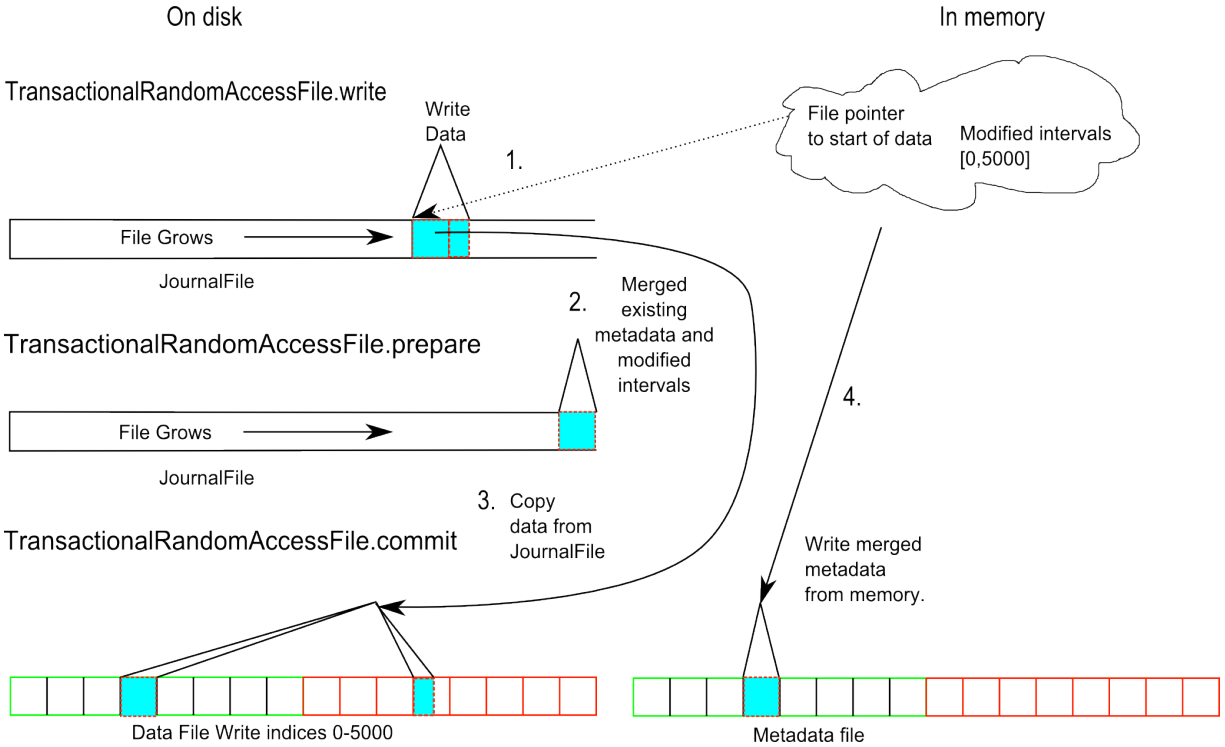 On disk
In memory
TransactionalRandomAccessFile.write
Write
Data
1.
File pointer
to start of data
Modified intervals
[0,5000]
File Grows
JournalFile
2.
Merged
existing
metadata and
modified
intervals
TransactionalRandomAccessFile.prepare
4.
File Grows
JournalFile
3.
Copy
data from
JournalFile
TransactionalRandomAccessFile.commit
Write merged
metadata
from memory.
Data File Write indices 0-5000
Metadata file